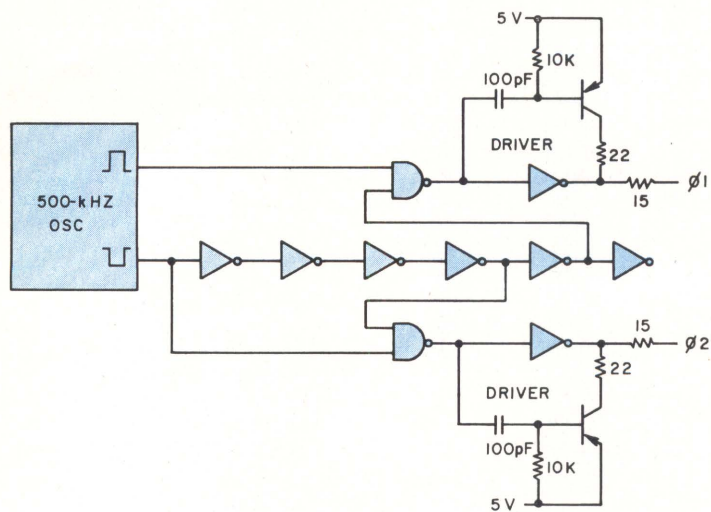 5 V
10K
100pF
DRIVER
22
ø1
15
500-kHZ
OSC
15
ø2
22
DRIVER
100pF
10K
5 V